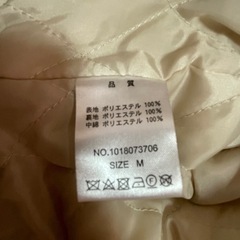 品質
表地 ポリエステル 100%
裏地 ポリエステル 100%
中綿 ポリエステル 100%
NO.1018073706
SIZE M